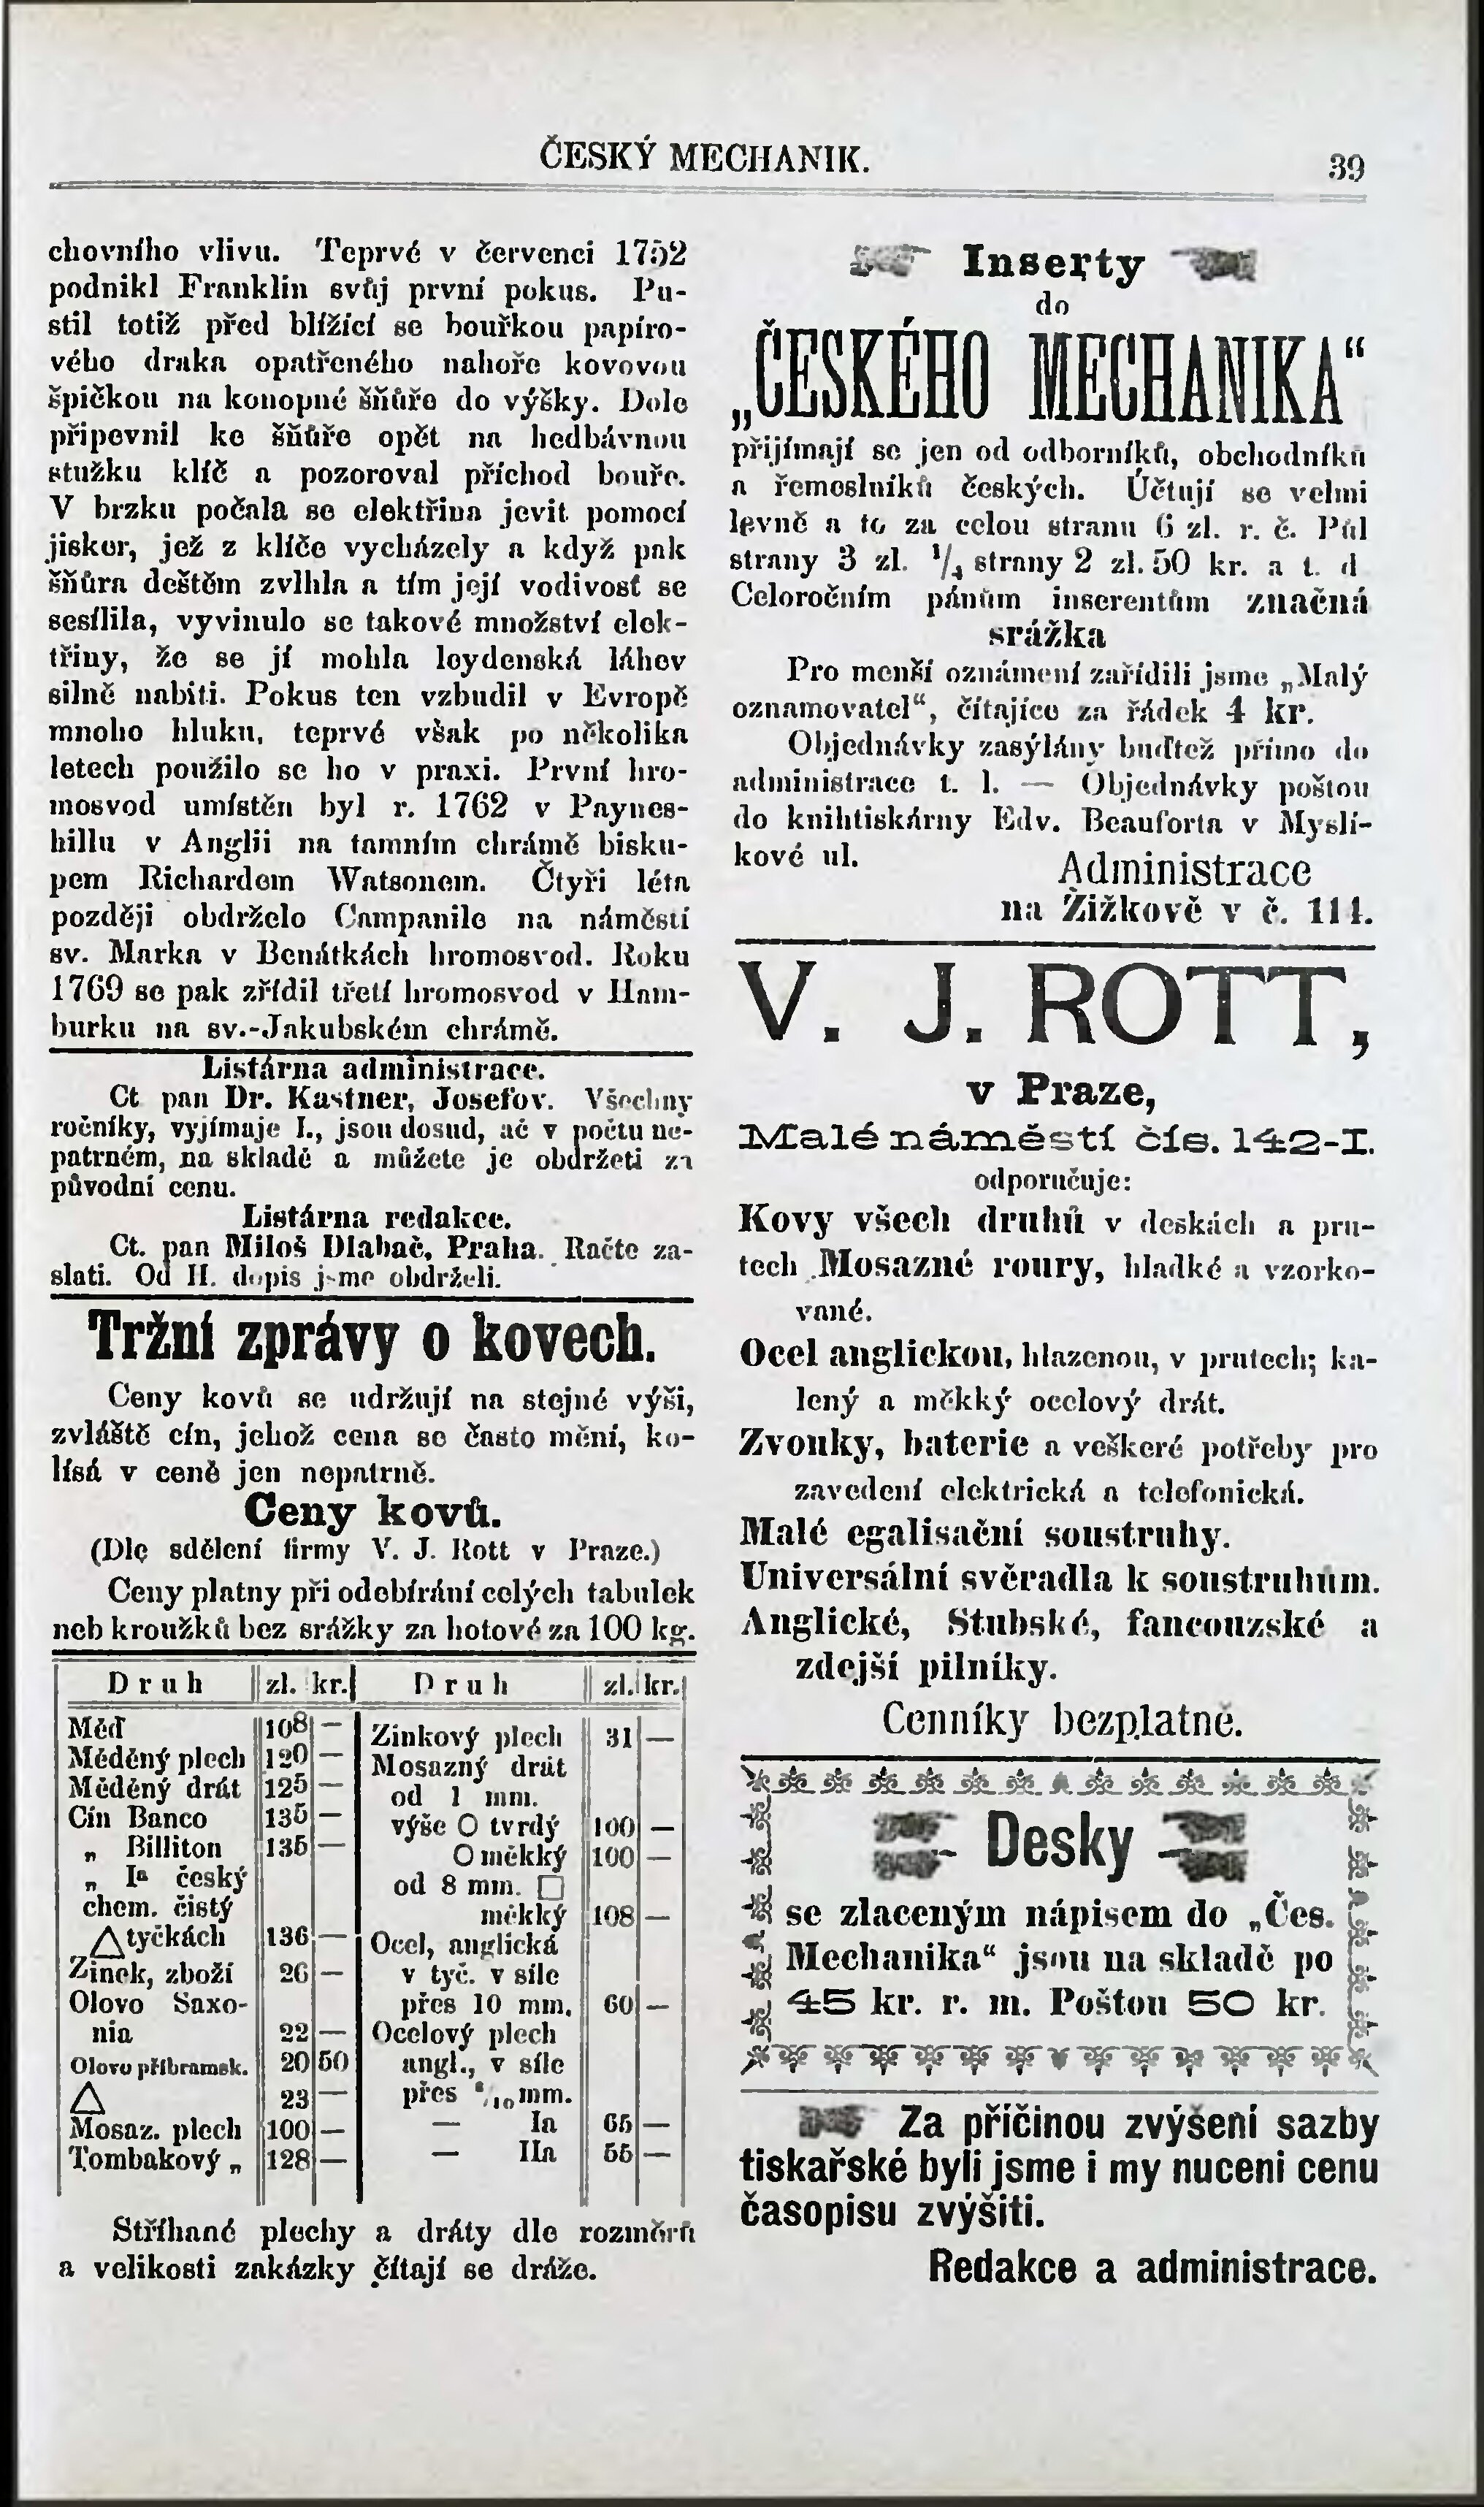 ČESKÝ MECHANIK.
39
chovního vlivu. Teprvé v červenci 1752
podnikl Franklin svůj první pokus. Pu-
stil totiž před blížící se bouřkou papíro-
vého draka opatřeného nahoře kovovou
špičkou na konopné šňůře do výšky. Dole
připevnil ke šňůře opět na hedbávnou
stužku klíč a pozoroval příchod bouře.
V brzku počala se elektřina jevit pomocí
jisker, jež z klíče vycházely a když pak
šňůra deštěm zvlhla a tím její vodivosť se
sesílila, vyvinulo se takové množství elek-
třiny, že se jí mohla leydenská láhev
silně nabiti. Pokus ten vzbudil v Evropě
mnoho hluku, teprvé však po několika
letech použilo se ho v praxi. První hro-
mosvod umístěn byl r. 1762 v Paynes-
hillu v Anglii na tamním chrámě bisku-
pem Richardem Watsonem. Čtyři léta
později obdrželo Campanile na náměstí
sv. Marka v Benátkách hromosvod. Roku
1769 se pak zřídil třetí hromosvod v Ham-
burku na sv.-Jakubském chrámě.
Listárna administrace.
Ct pan Dr. Kastner, Josefov. Všechny
ročníky, vyjímaje I., jsou dosud, ač v počtu ne-
patrném, na skladě a můžete je obdržeti za
původní cenu.
Listárna redakce.
Ct. pan Miloš Dlabač, Praha. Račte za-
slati. Od H. dopis jsme obdrželi.
Tržní zprávy o kovech.
Ceny kovů se udržují na stejné výši,
zvláště cín, jehož cena se často mění, ko-
lísá v ceně jen nepatrně.
Ceny kovů.
(Dle sdělení firmy V. J. Rott v Praze.)
Ceny platny při odebírání celých tabulek
neb kroužků bez srážky za hotové za 100 kg.
Druh zl. kr.
Měď 108 —
Měděný plech 120 —
Měděný drát 125 —
Cín Banco 135 —
„ Billiton 135 —
„ Iª český
chem. čistý
△ tyčkách 136 —
Zinek, zboží 26 —
Olovo Saxo-
nia 22 —
Olovo příbramsk. 20 50
△ 23 —
Mosaz. plech 100 —
Tombakový „ 128 —
Druh zl. kr.
Zinkový plech 31 —
Mosazný drát
od 1 mm.
výše O tvrdý 100 —
O měkký 100 —
od 8 mm. □
měkký 108 —
Ocel, anglická
v tyč. v síle
přes 10 mm. 60 —
Ocelový plech
angl., v síle
přes /₁₀ mm.
— Ia 65 —
— IIa 55 —
Stříhané plechy a dráty dle rozměrů
a velikosti zakázky čítají se dráže.
Inserty
do
„ČESKÉHO MECHANIKA“
přijímají se jen od odborníků, obchodníků
a řemeslníků českých. Účtují se velmi
levně a to za celou stranu 6 zl. r. č. Půl
strany 3 zl. ¹/₄ strany 2 zl. 50 kr. a t. d
Celoročním pánům inserentům značná
srážka
Pro menší oznámení zařídili jsme „Malý
oznamovatel“, čítajíce za řádek 4 kr.
Objednávky zasýlány buďtež přímo do
administrace t. l. — Objednávky poštou
do knihtiskárny Edv. Beauforta v Myslí-
kové ul.
Administrace
na Žižkově v č. 114.
V. J. ROTT,
v Praze,
Malé náměstí čís. 142-I.
odporučuje:
Kovy všech druhů v deskách a pru-
tech. Mosazné roury, hladké a vzorko-
vané.
Ocel anglickou, hlazenou, v prutech; ka-
lený a měkký ocelový drát.
Zvonky, baterie a veškeré potřeby pro
zavedení elektrická a telefonická.
Malé egalisační soustruhy.
Universální svěradla k soustruhům.
Anglické, Stubské, fancouzské a
zdejší pilníky.
Cenníky bezplatně.
Desky
se zlaceným nápisem do „Čes.
Mechanika“ jsou na skladě po
45 kr. r. m. Poštou 50 kr.
Za příčinou zvýšení sazby
tiskařské byli jsme i my nuceni cenu
časopisu zvýšiti.
Redakce a administrace.